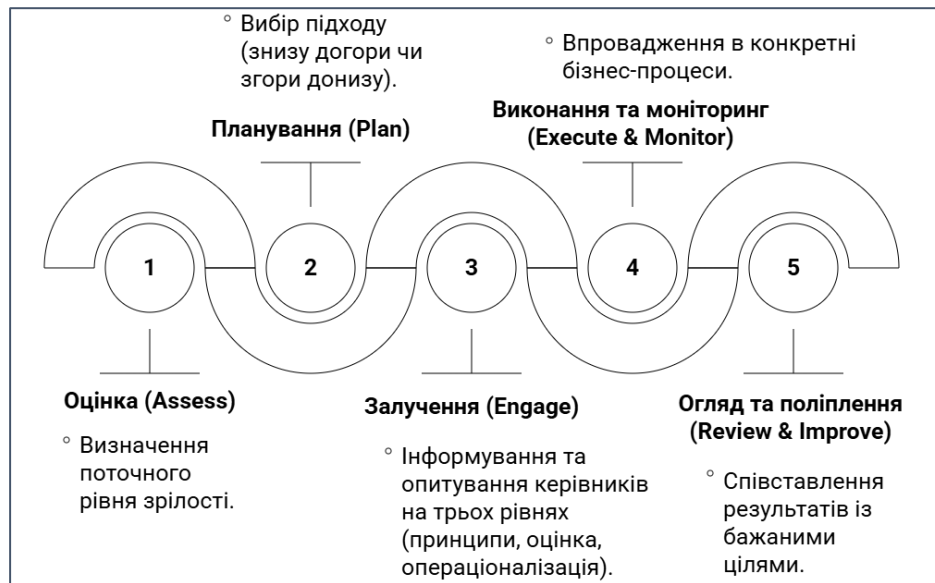 ° Вибір підходу
(знизу догори чи
згори донизу).
Планування (Plan)
° Впровадження в конкретні
бізнес-процеси.
Виконання та моніторинг
(Execute & Monitor)
1
2
3
4
5
Оцінка (Assess)
° Визначення
поточного
рівня зрілості.
Залучення (Engage)
° Інформування та
опитування керівників
на трьох рівнях
(принципи, оцінка,
операціоналізація).
Огляд та поліплення
(Review & Improve)
° Співставлення
результатів із
бажаними
цілями.